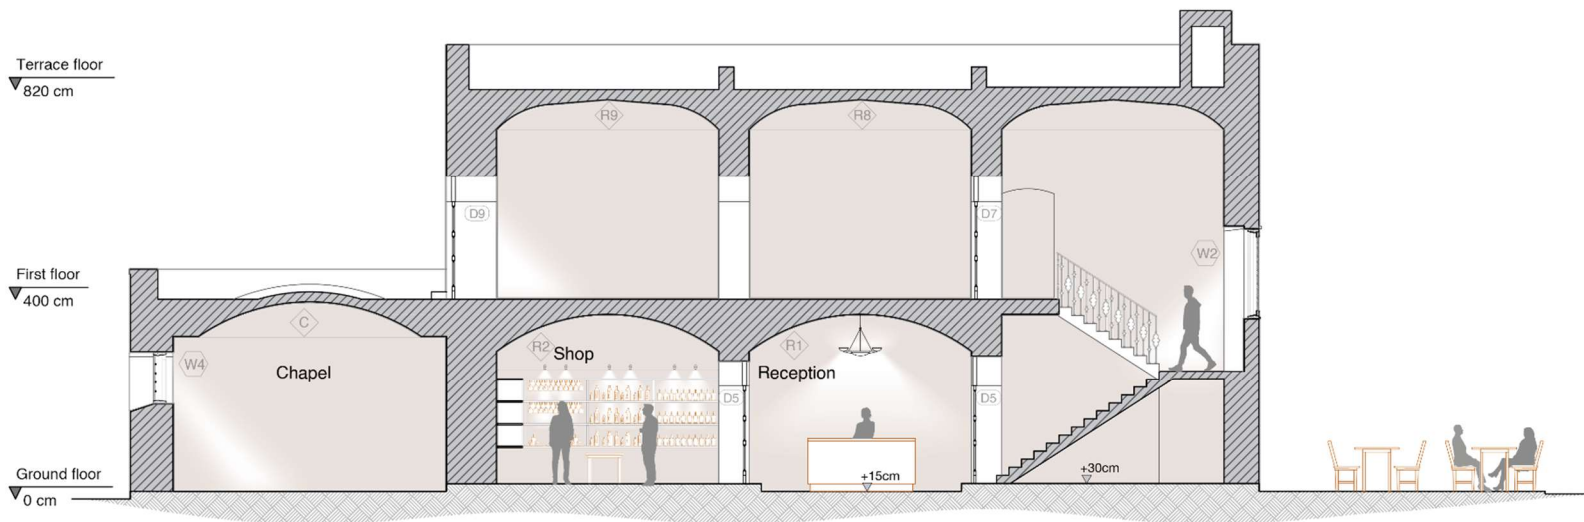 Terrace floor
820 cm
R9
R8
D9
D7
W2
First floor
400 cm
C
W4
Chapel
R2
Shop
R1
Reception
D5
D5
Ground floor
0 cm
+15cm
+30cm